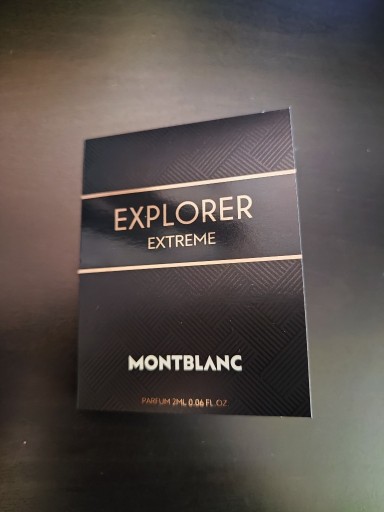 EXPLORER
EXTREME
MONTBLANC
PARFUM 2ML 0.06 FL.OZ.